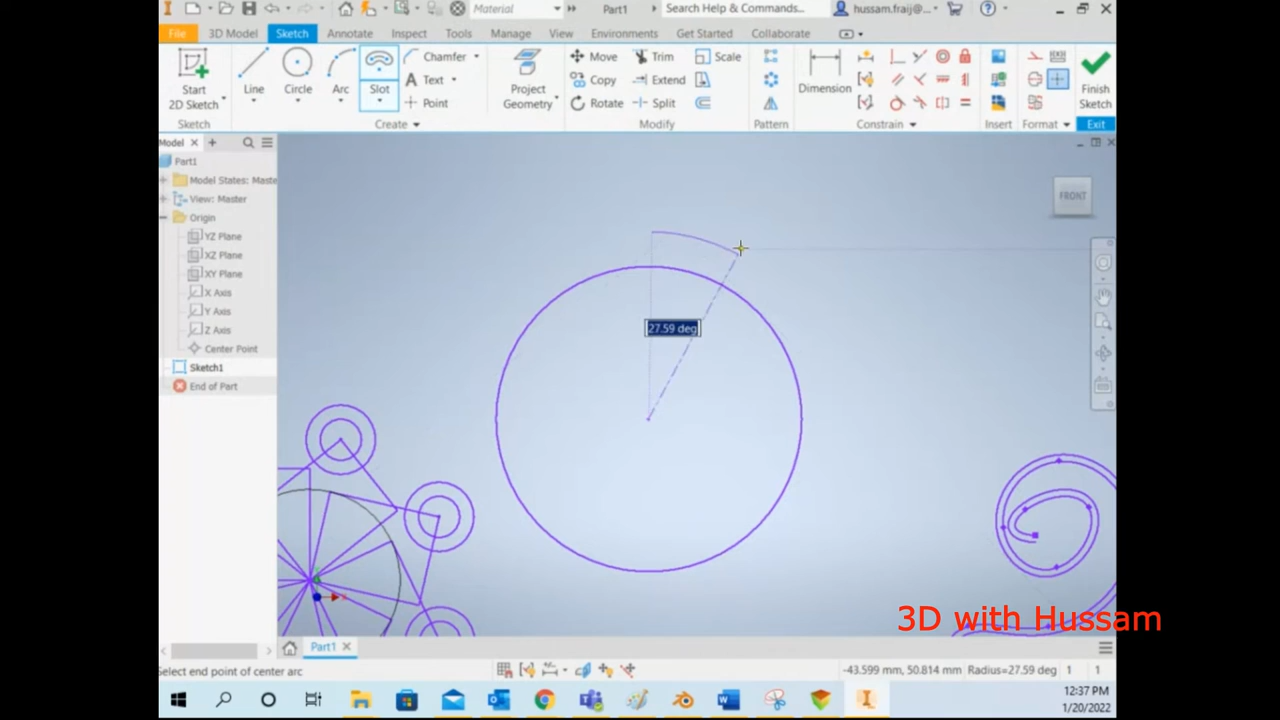 Material
Part1
Search Help & Commands...
hussam.fraij@...
File
3D Model
Sketch
Annotate
Inspect
Tools
Manage
View
Environments
Get Started
Collaborate
Start
2D Sketch
Line
Circle
Arc
Slot
Chamfer
Text
Point
Project
Geometry
Move
Copy
Rotate
Trim
Extend
Split
Scale
Dimension
Finish
Sketch
Sketch
Create
Modify
Pattern
Constrain
Insert
Format
Exit
Model
Part1
Model States: Maste
View: Master
Origin
YZ Plane
XZ Plane
XY Plane
X Axis
Y Axis
Z Axis
Center Point
Sketch1
End of Part
FRONT
27.59 deg
3D with Hussam
Part1
Select end point of center arc
-43.599 mm, 50.814 mm Radius=27.59 deg 1 1
12:37 PM
1/20/2022